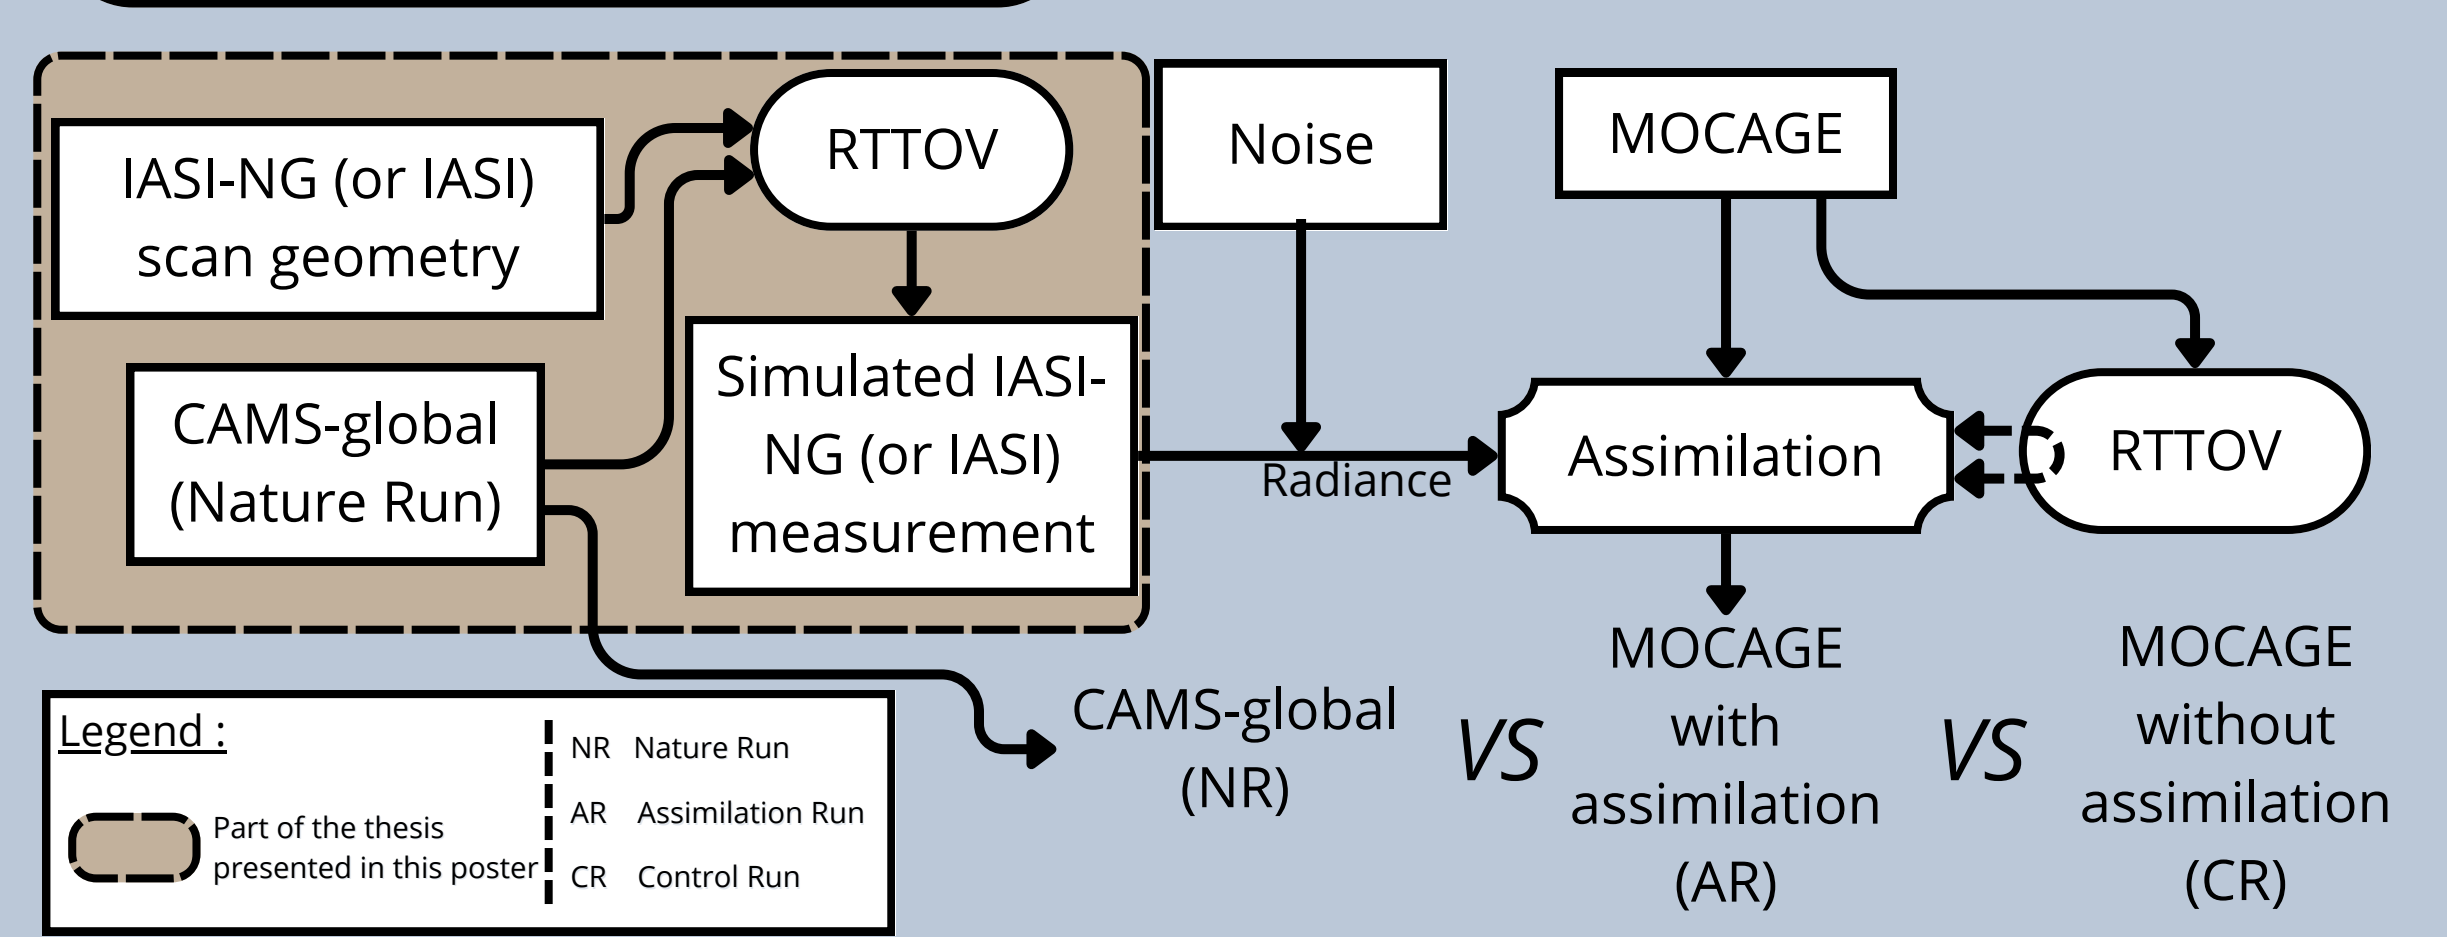 IASI-NG (or IASI)
scan geometry
RTTOV
Noise
MOCAGE
CAMS-global
(Nature Run)
Simulated IASI-
NG (or IASI)
measurement
Radiance
Assimilation
RTTOV
CAMS-global
(NR)
VS
MOCAGE
with
assimilation
(AR)
VS
MOCAGE
without
assimilation
(CR)
Legend :
Part of the thesis
presented in this poster
NR Nature Run
AR Assimilation Run
CR Control Run